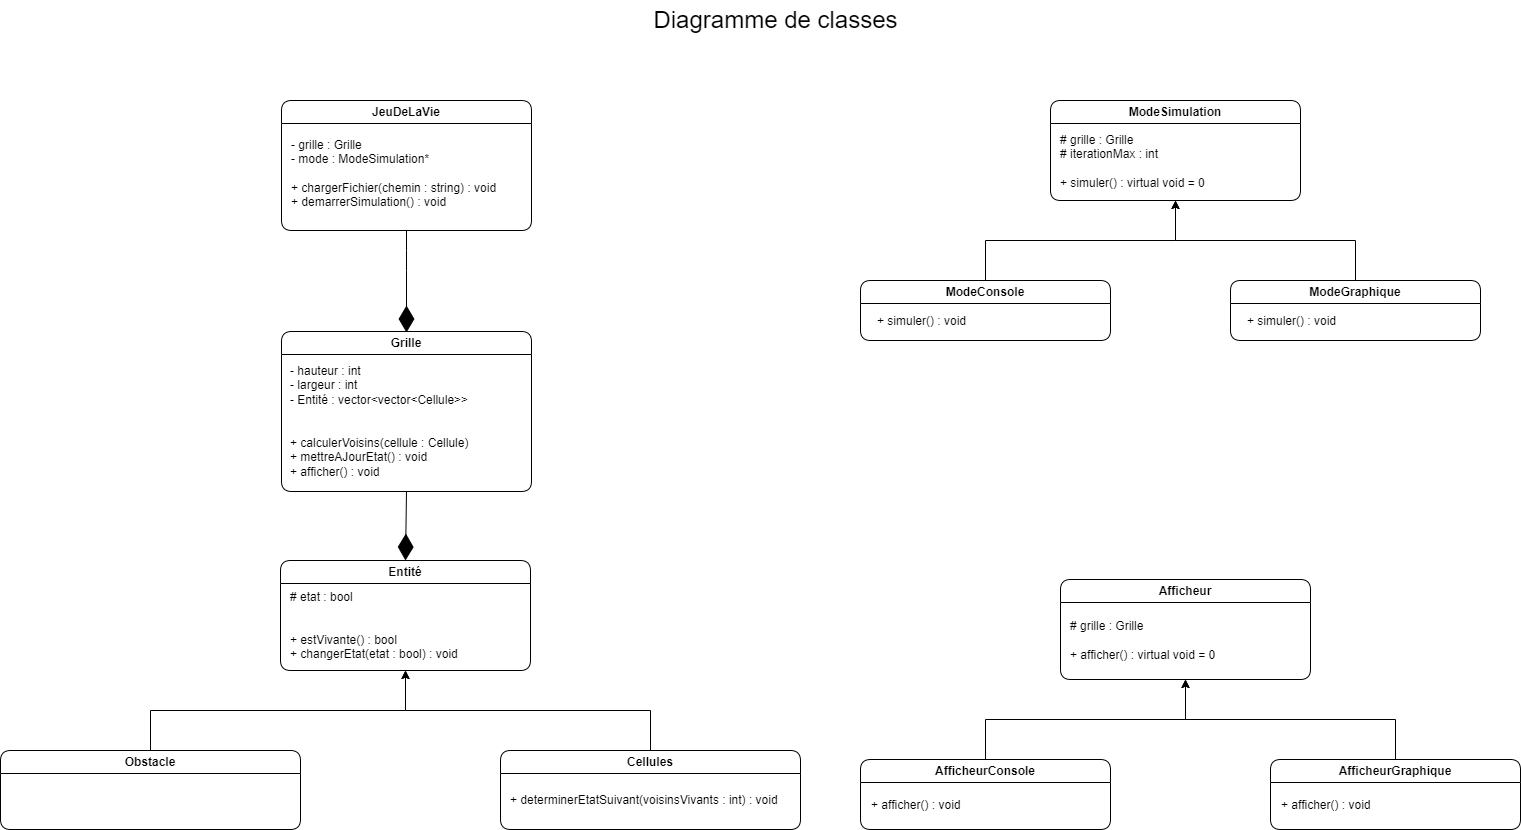 Diagramme de classes
JeuDeLaVie
- grille : Grille
- mode : ModeSimulation*
+ chargerFichier(chemin : string) : void
+ demarrerSimulation() : void
ModeSimulation
# grille : Grille
# iterationMax : int
+ simuler() : virtual void = 0
ModeConsole
+ simuler() : void
ModeGraphique
+ simuler() : void
Grille
- hauteur : int
- largeur : int
- Entité : vector<vector<Cellule>>
+ calculerVoisins(cellule : Cellule)
+ mettreAJourEtat() : void
+ afficher() : void
Entité
# etat : bool
+ estVivante() : bool
+ changerEtat(etat : bool) : void
Obstacle
Cellules
+ determinerEtatSuivant(voisinsVivants : int) : void
Afficheur
# grille : Grille
+ afficher() : virtual void = 0
AfficheurConsole
+ afficher() : void
AfficheurGraphique
+ afficher() : void